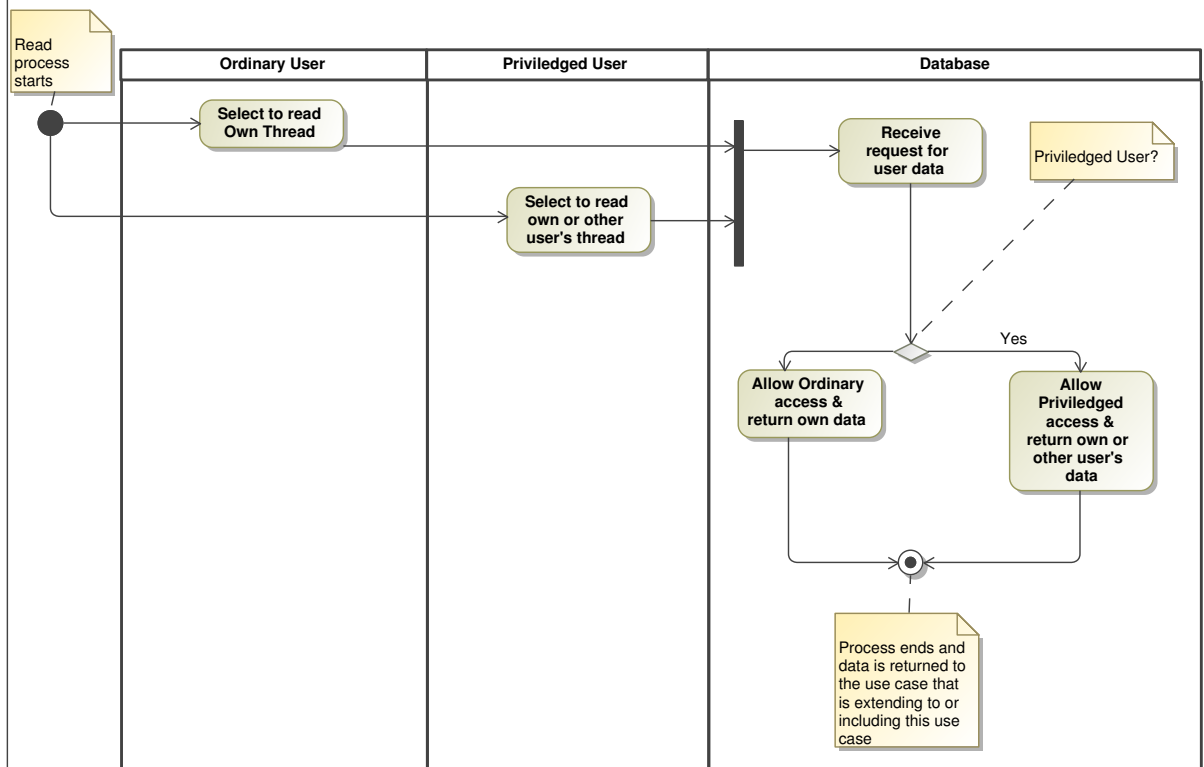 Read
process
starts
Ordinary User
Priviledged User
Database
Select to read
Own Thread
Select to read
own or other
user's thread
Receive
request for
user data
Priviledged User?
Yes
Allow Ordinary
access &
return own data
Allow
Priviledged
access &
return own or
other user's
data
Process ends and
data is returned to
the use case that
is extending to or
including this use
case